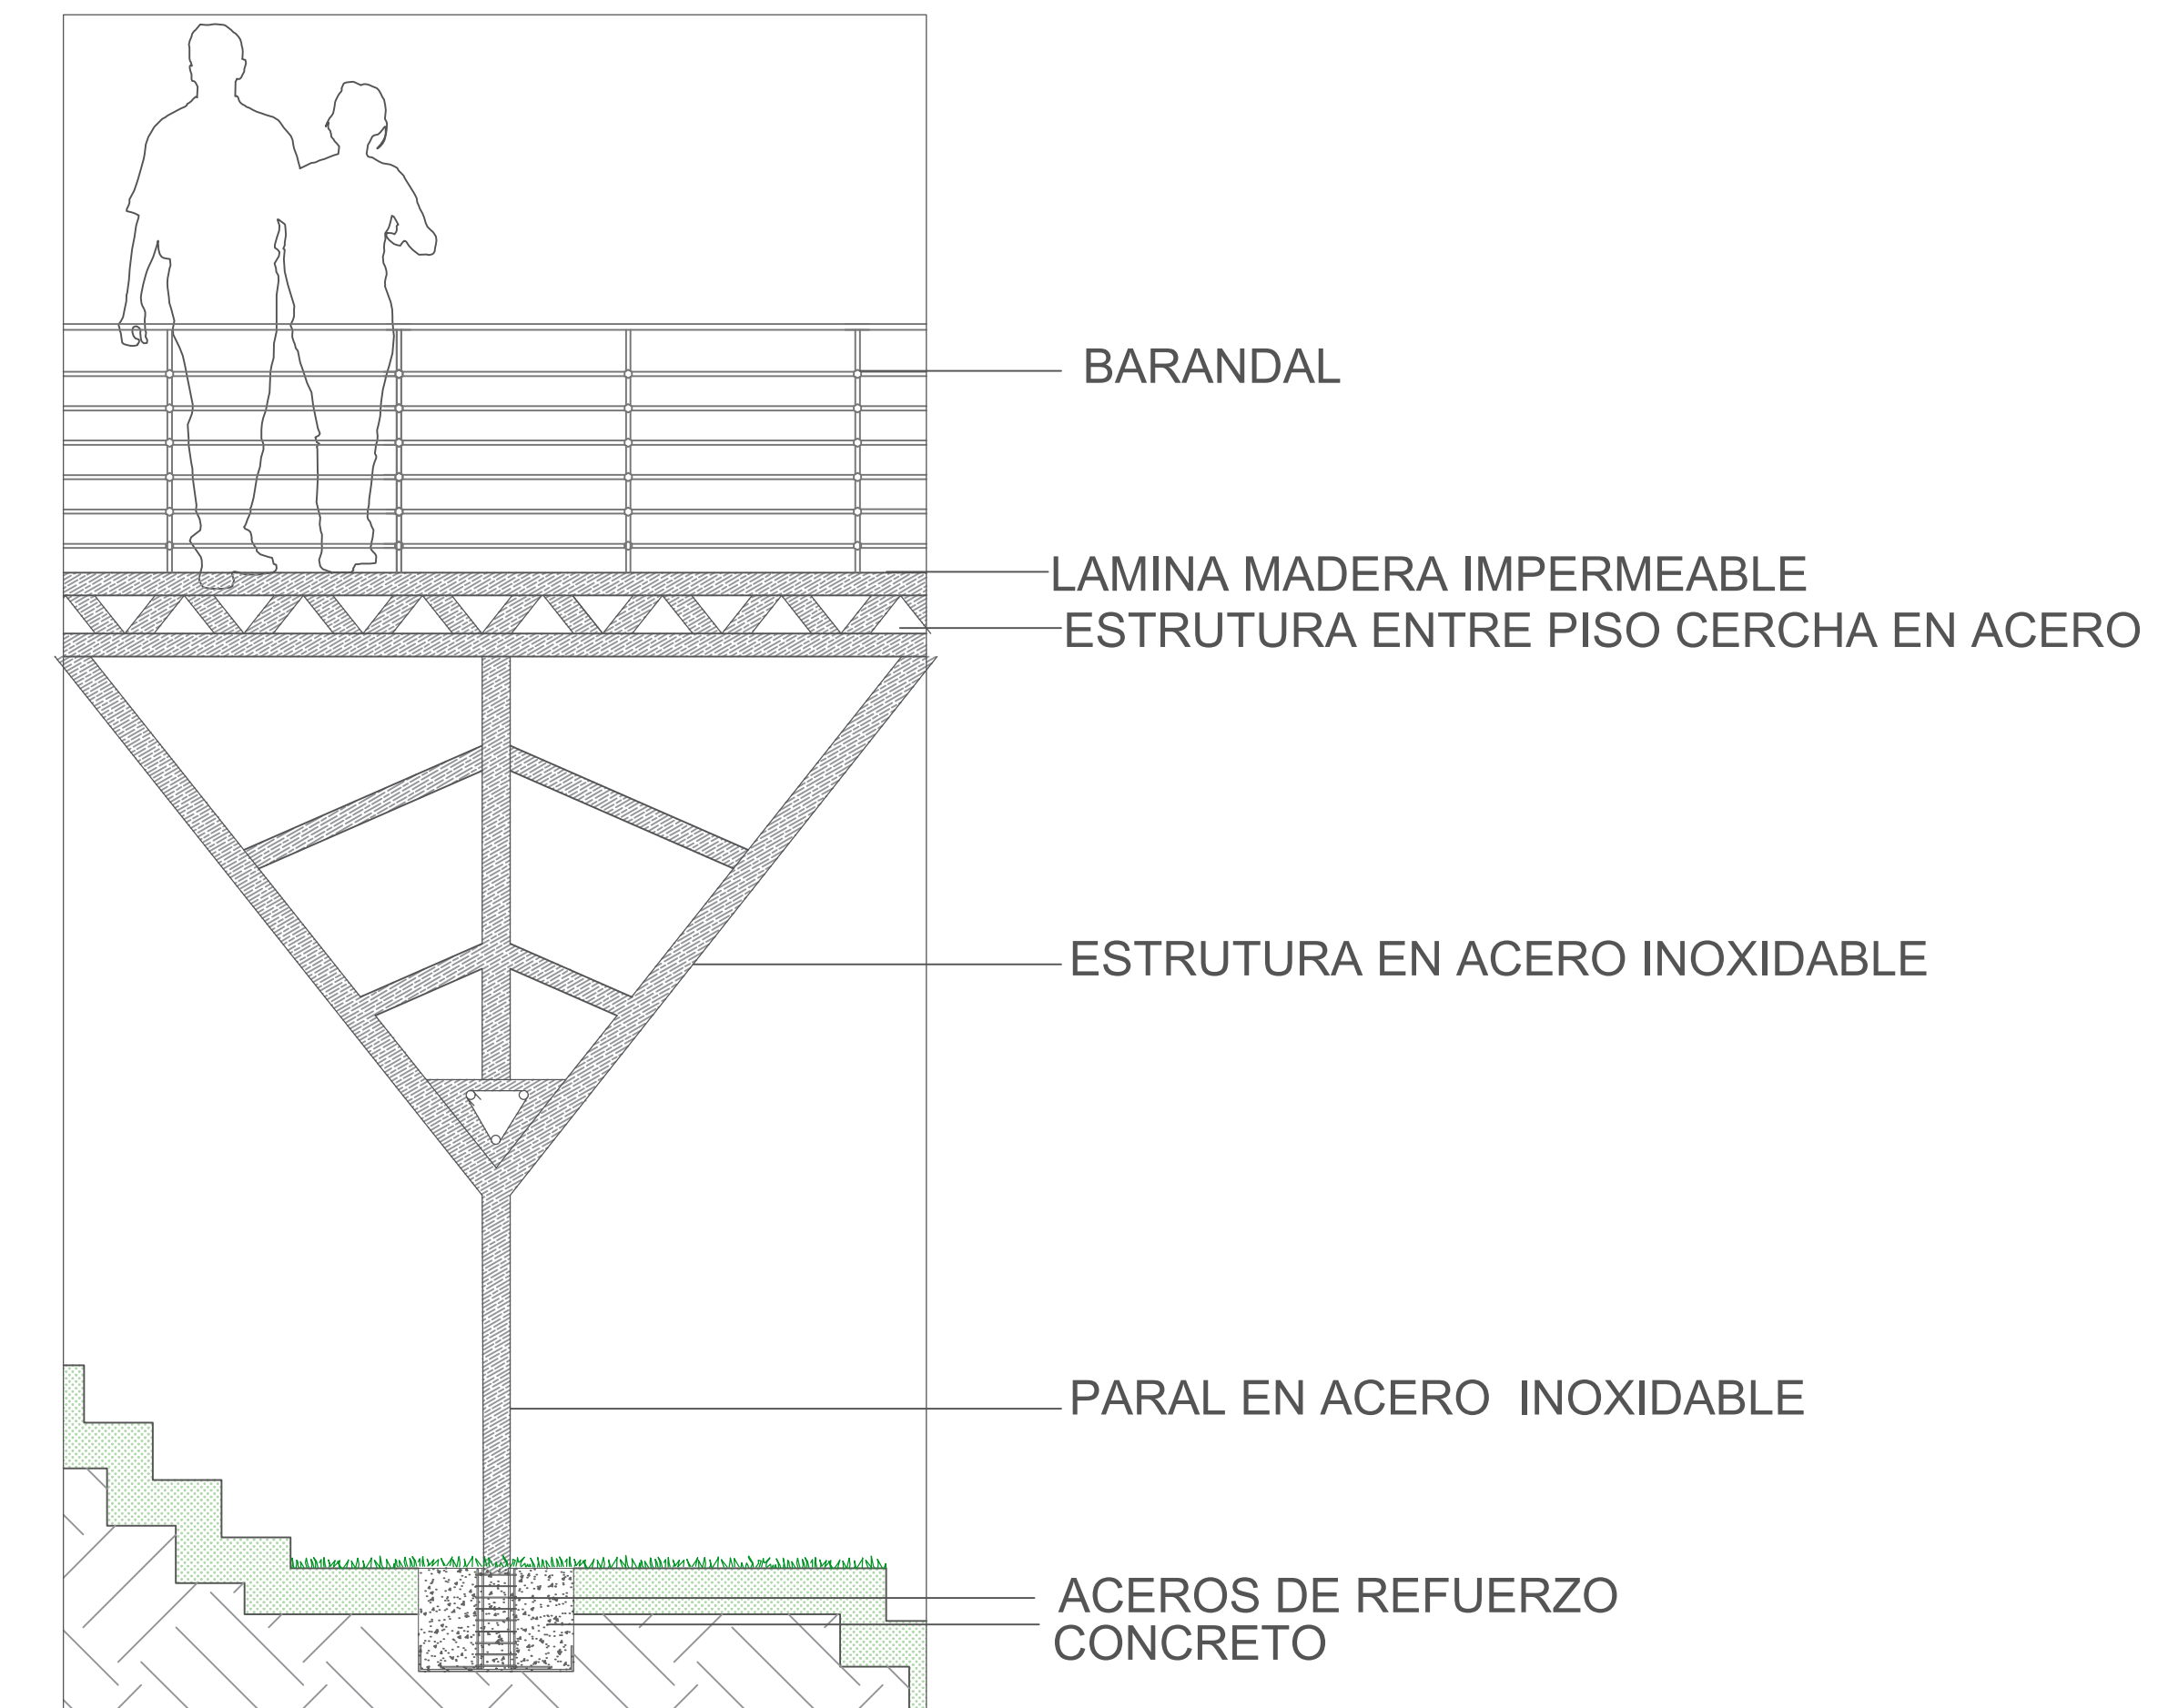 BARANDAL
LAMINA MADERA IMPERMEABLE
ESTRUTURA ENTRE PISO CERCHA EN ACERO
ESTRUTURA EN ACERO INOXIDABLE
PARAL EN ACERO INOXIDABLE
ACEROS DE REFUERZO
CONCRETO